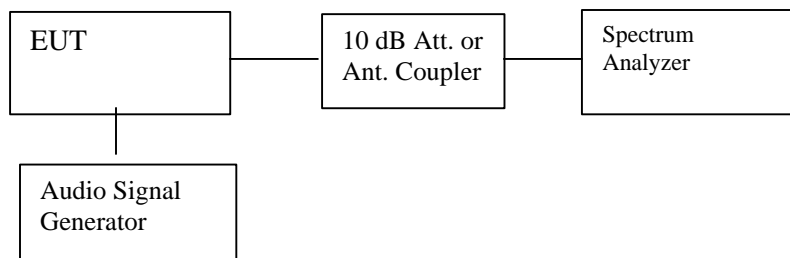 EUT
10 dB Att. or
Ant. Coupler
Spectrum
Analyzer
Audio Signal
Generator